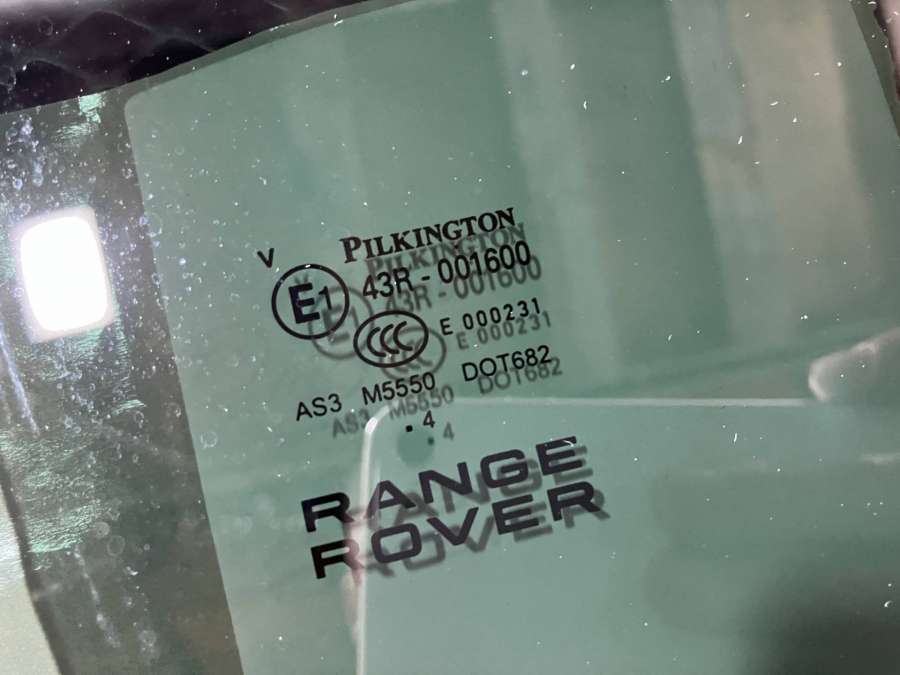 PILKINGTON
V
E1 43R - 001600
CCC E 000231
AS3 M5550 DOT682
. 4
RANGE
ROVER